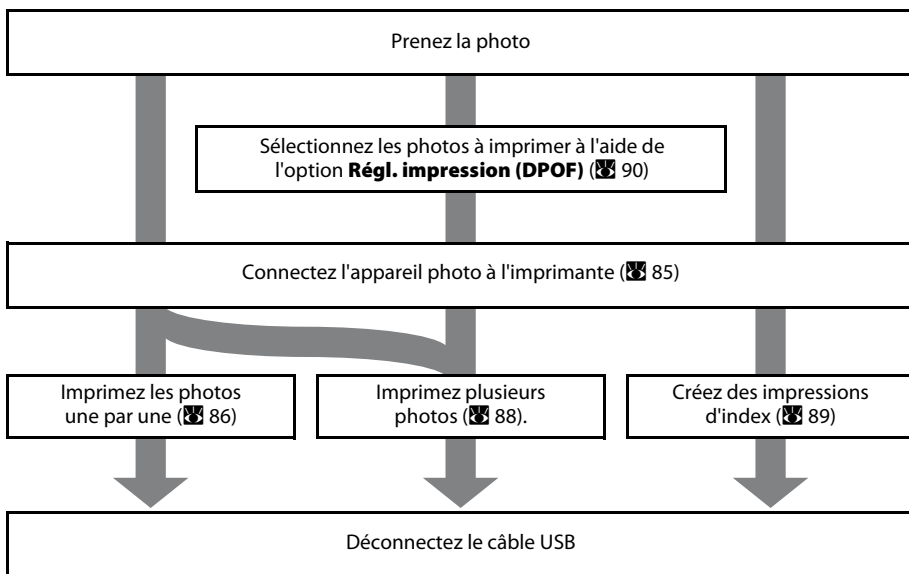 Prenez la photo
Sélectionnez les photos à imprimer à l'aide de
l'option Régl. impression (DPOF) ( 90)
Connectez l'appareil photo à l'imprimante ( 85)
Imprimez les photos
une par une ( 86)
Imprimez plusieurs
photos ( 88).
Créez des impressions
d'index ( 89)
Déconnectez le câble USB